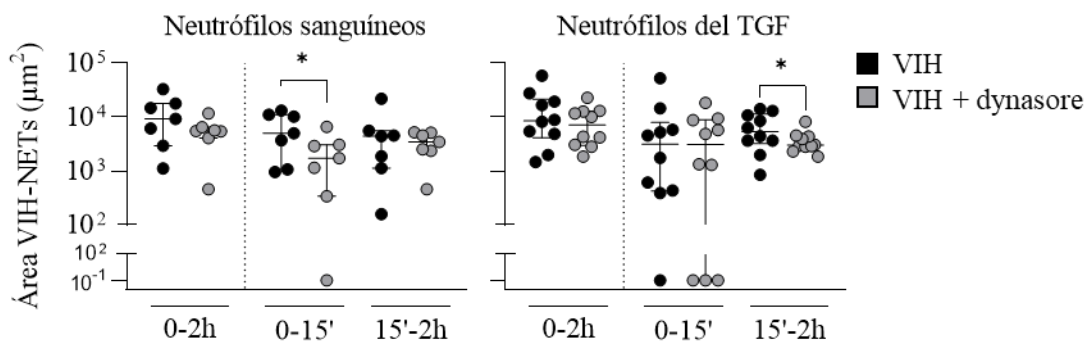 Neutrófilos sanguíneos
Neutrófilos del TGF
Área VIH-NETs (µm²)
10⁵
10⁴
10³
10²
10²
10⁻¹
*
*
VIH
VIH + dynasore
0-2h
0-15'
15'-2h
0-2h
0-15'
15'-2h